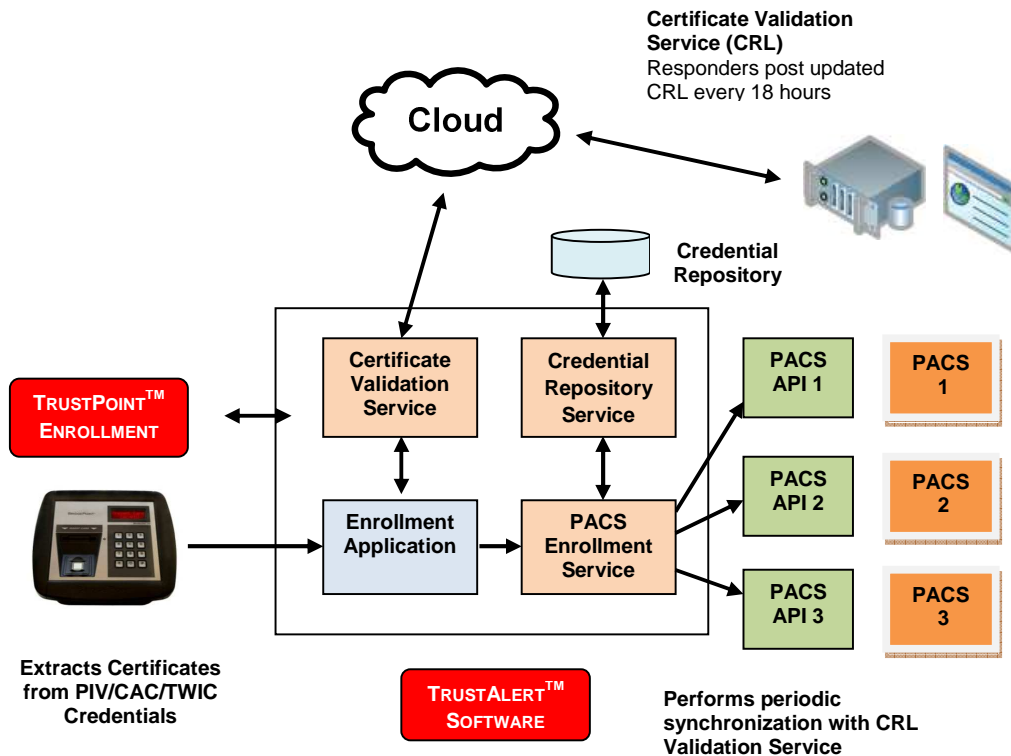 Certificate Validation
Service (CRL)
Responders post updated
CRL every 18 hours
Cloud
Credential
Repository
Certificate
Validation
Service
Credential
Repository
Service
PACS
API 1
PACS
1
TRUSTPOINT™
ENROLLMENT
Enrollment
Application
PACS
Enrollment
Service
PACS
API 2
PACS
2
PACS
API 3
PACS
3
Extracts Certificates
from PIV/CAC/TWIC
Credentials
TRUSTALERT™
SOFTWARE
Performs periodic
synchronization with CRL
Validation Service